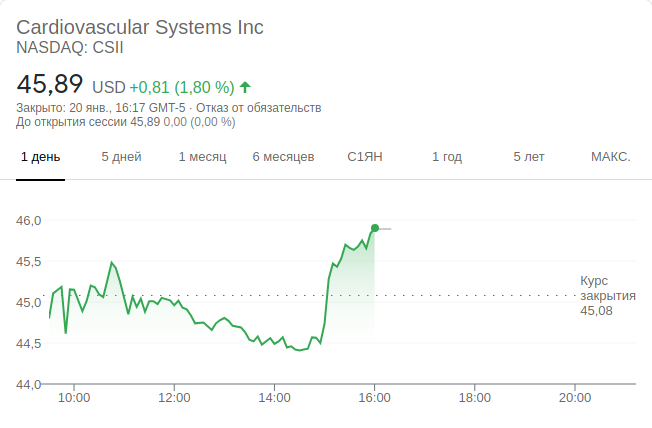 Cardiovascular Systems Inc
NASDAQ: CSII
45,89 USD +0,81 (1,80 %)
Закрыто: 20 янв., 16:17 GMT-5 · Отказ от обязательств
До открытия сессии 45,89 0,00 (0,00 %)
1 день 5 дней 1 месяц 6 месяцев С1ЯН 1 год 5 лет МАКС.
46,0
45,5
45,0
44,5
44,0
Курс
закрытия
45,08
10:00 12:00 14:00 16:00 18:00 20:00